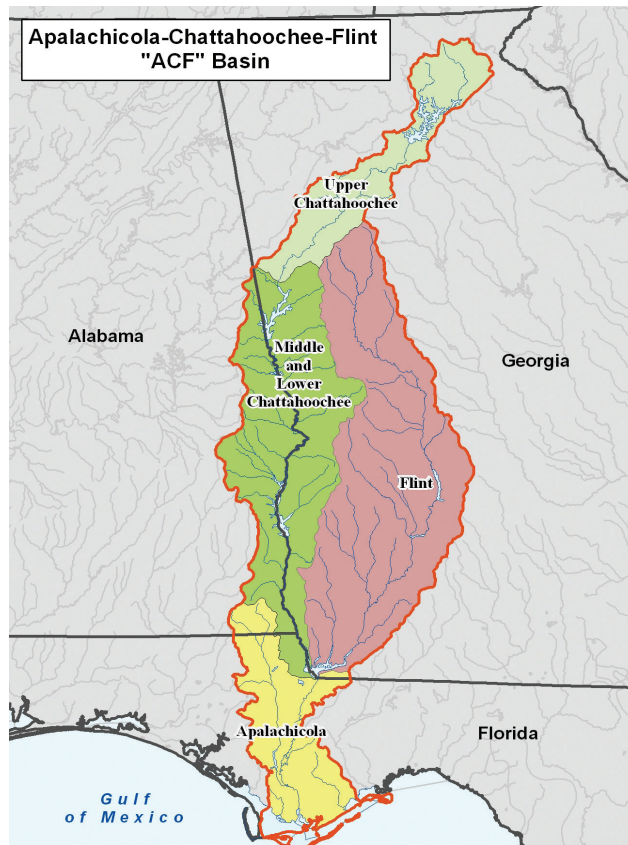 Apalachicola-Chattahoochee-Flint
"ACF" Basin
Upper
Chattahoochee
Alabama
Middle
and
Lower
Chattahoochee
Georgia
Flint
Apalachicola
Florida
Gulf
of Mexico